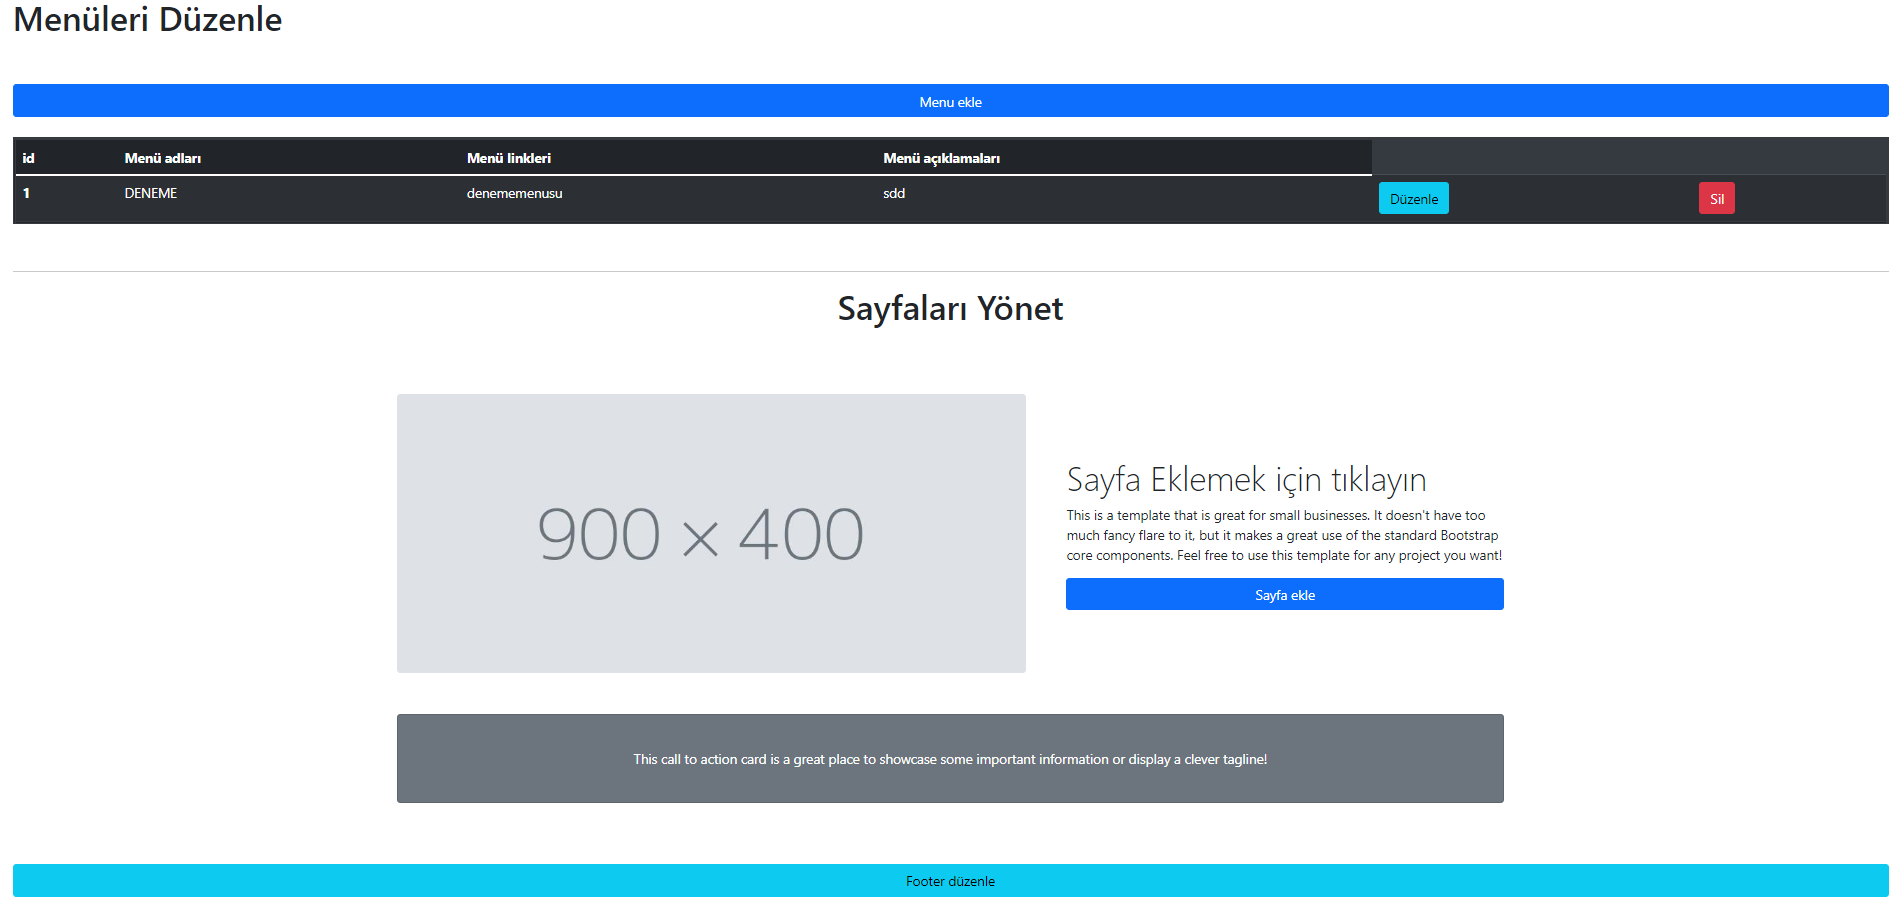 Menüleri Düzenle
Menu ekle
id Menü adları Menü linkleri Menü açıklamaları
1 DENEME denememenusu sdd Düzenle Sil
Sayfaları Yönet
900 × 400
Sayfa Eklemek için tıklayın
This is a template that is great for small businesses. It doesn't have too
much fancy flare to it, but it makes a great use of the standard Bootstrap
core components. Feel free to use this template for any project you want!
Sayfa ekle
This call to action card is a great place to showcase some important information or display a clever tagline!
Footer düzenle